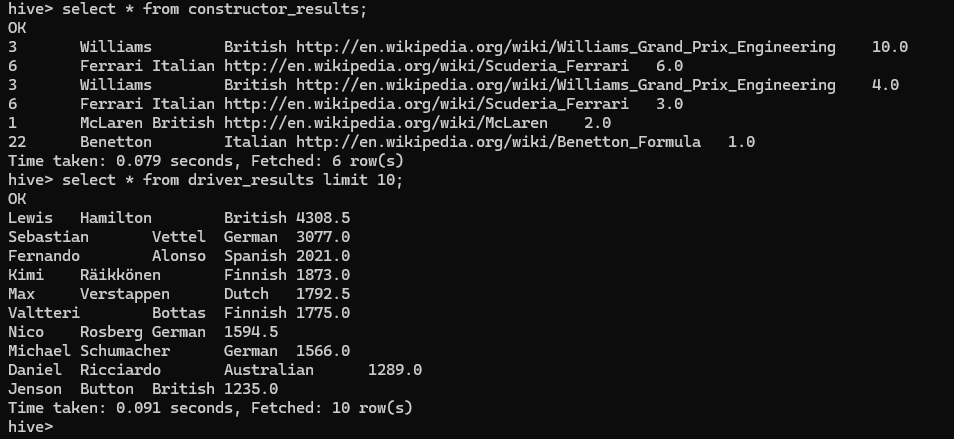 hive> select * from constructor_results;
OK
3       Williams        British http://en.wikipedia.org/wiki/Williams_Grand_Prix_Engineering    10.0
6       Ferrari Italian http://en.wikipedia.org/wiki/Scuderia_Ferrari   6.0
3       Williams        British http://en.wikipedia.org/wiki/Williams_Grand_Prix_Engineering    4.0
6       Ferrari Italian http://en.wikipedia.org/wiki/Scuderia_Ferrari   3.0
1       McLaren British http://en.wikipedia.org/wiki/McLaren    2.0
22      Benetton        Italian http://en.wikipedia.org/wiki/Benetton_Formula   1.0
Time taken: 0.079 seconds, Fetched: 6 row(s)
hive> select * from driver_results limit 10;
OK
Lewis   Hamilton        British 4308.5
Sebastian       Vettel  German  3077.0
Fernando        Alonso  Spanish 2021.0
Kimi    Räikkönen       Finnish 1873.0
Max     Verstappen      Dutch   1792.5
Valtteri        Bottas  Finnish 1775.0
Nico    Rosberg German  1594.5
Michael Schumacher      German  1566.0
Daniel  Ricciardo       Australian      1289.0
Jenson  Button  British 1235.0
Time taken: 0.091 seconds, Fetched: 10 row(s)
hive>